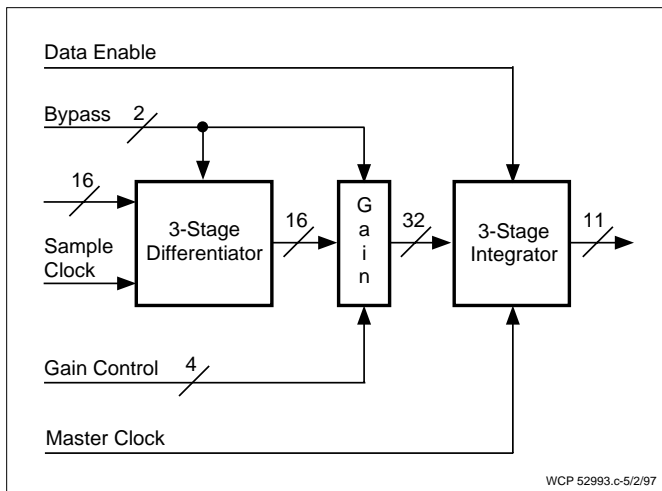 Data Enable
Bypass 2
16
3-Stage
Differentiator
16
G
a
i
n
32
3-Stage
Integrator
11
Sample
Clock
Gain Control 4
Master Clock
WCP 52993.c-5/2/97